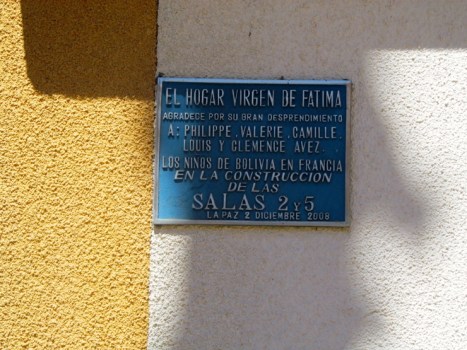 EL HOGAR VIRGEN DE FATIMA
AGRADECE POR SU GRAN DESPRENDIMIENTO
A: PHILIPPE, VALERIE, CAMILLE,
LOUIS Y CLEMENCE AVEZ
LOS NINOS DE BOLIVIA EN FRANCIA
EN LA CONSTRUCCION
DE LAS
SALAS 2 Y 5
LA PAZ 2 DICIEMBRE 2008